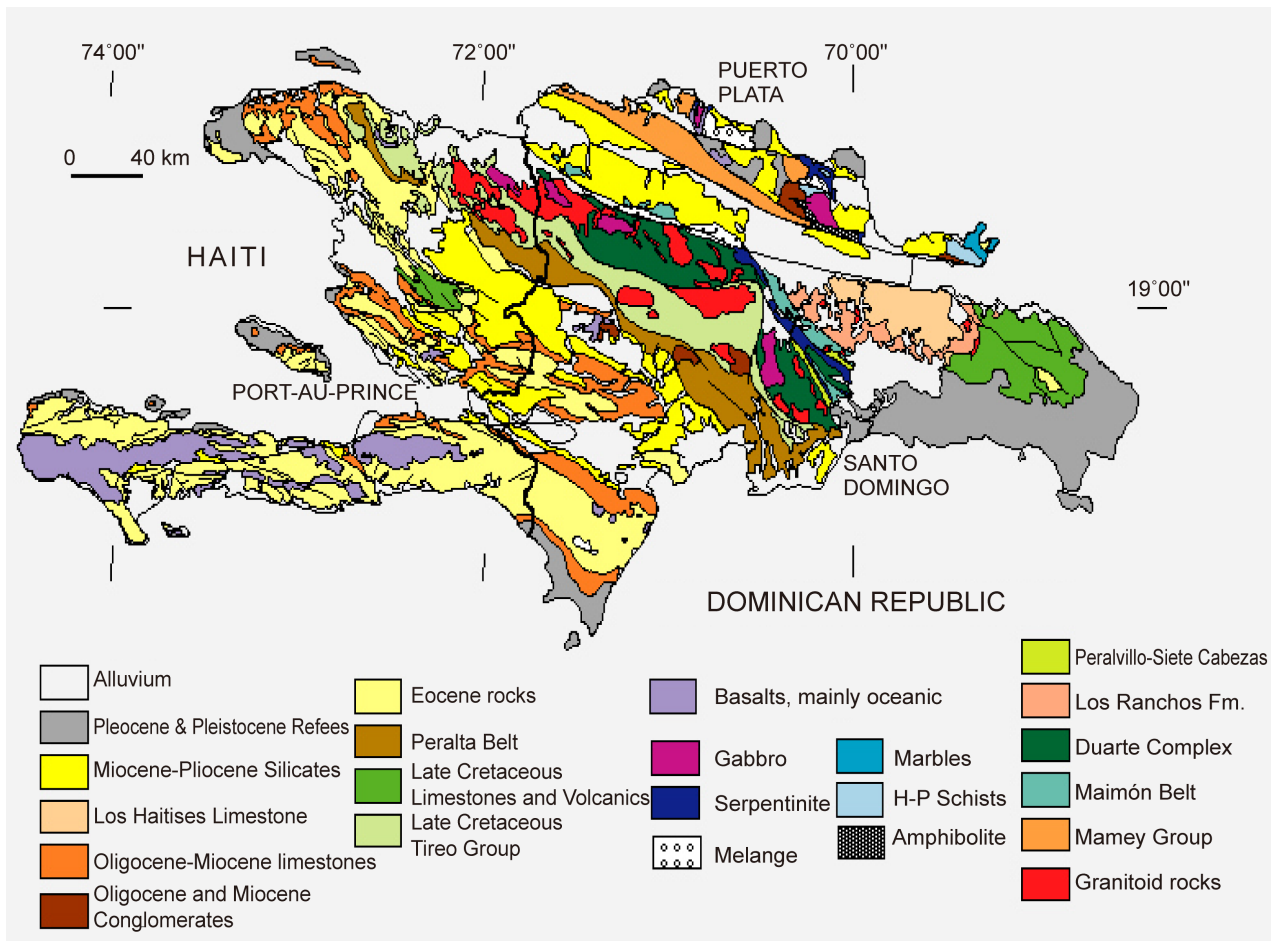 74°00"
72°00"
70°00"
PUERTO
PLATA
0 40 km
HAITI
19°00"
PORT-AU-PRINCE
SANTO
DOMINGO
DOMINICAN REPUBLIC
Alluvium
Pleocene & Pleistocene Refees
Miocene-Pliocene Silicates
Los Haitises Limestone
Oligocene-Miocene limestones
Oligocene and Miocene
Conglomerates
Eocene rocks
Peralta Belt
Late Cretaceous
Limestones and Volcanics
Late Cretaceous
Tireo Group
Basalts, mainly oceanic
Gabbro
Serpentinite
Melange
Marbles
H-P Schists
Amphibolite
Peralvillo-Siete Cabezas
Los Ranchos Fm.
Duarte Complex
Maimón Belt
Mamey Group
Granitoid rocks